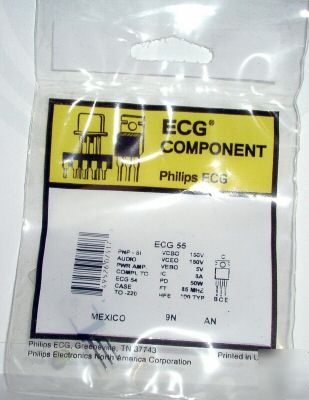 ECG®
COMPONENT
Philips ECG
ECG 55
PNP - SI VCBO 150V
AUDIO VCEO 150V
PWR AMP. VEBO 5V
COMPL TO IC 8A
ECG 54 PD 50W
CASE FT 85 MHZ
TO-220 HFE 100 TYP
C
B C E
MEXICO 9N AN
Philips ECG, Greeneville, TN 37743
Philips Electronics North America Corporation
Printed in